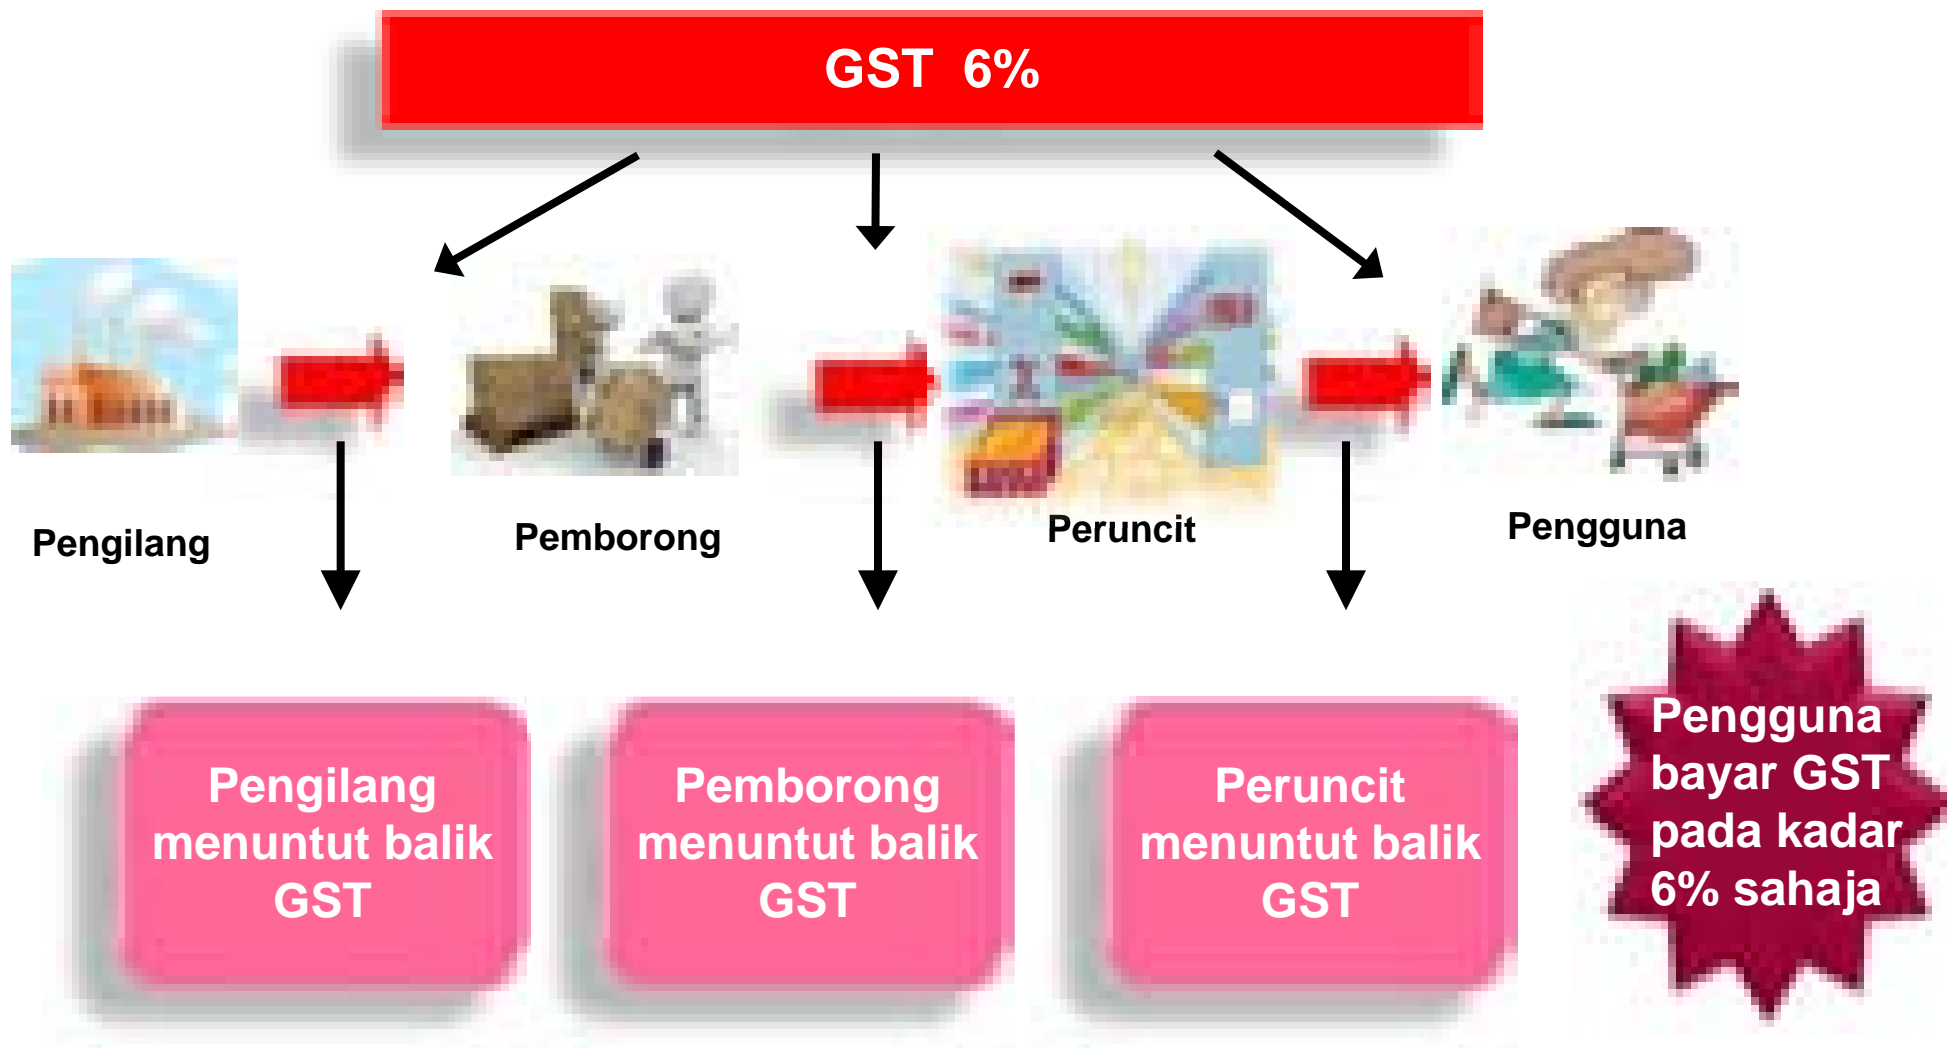 GST 6%
Pengilang
Pemborong
Peruncit
Pengguna
Pengilang
menuntut balik
GST
Pemborong
menuntut balik
GST
Peruncit
menuntut balik
GST
Pengguna
bayar GST
pada kadar
6% sahaja